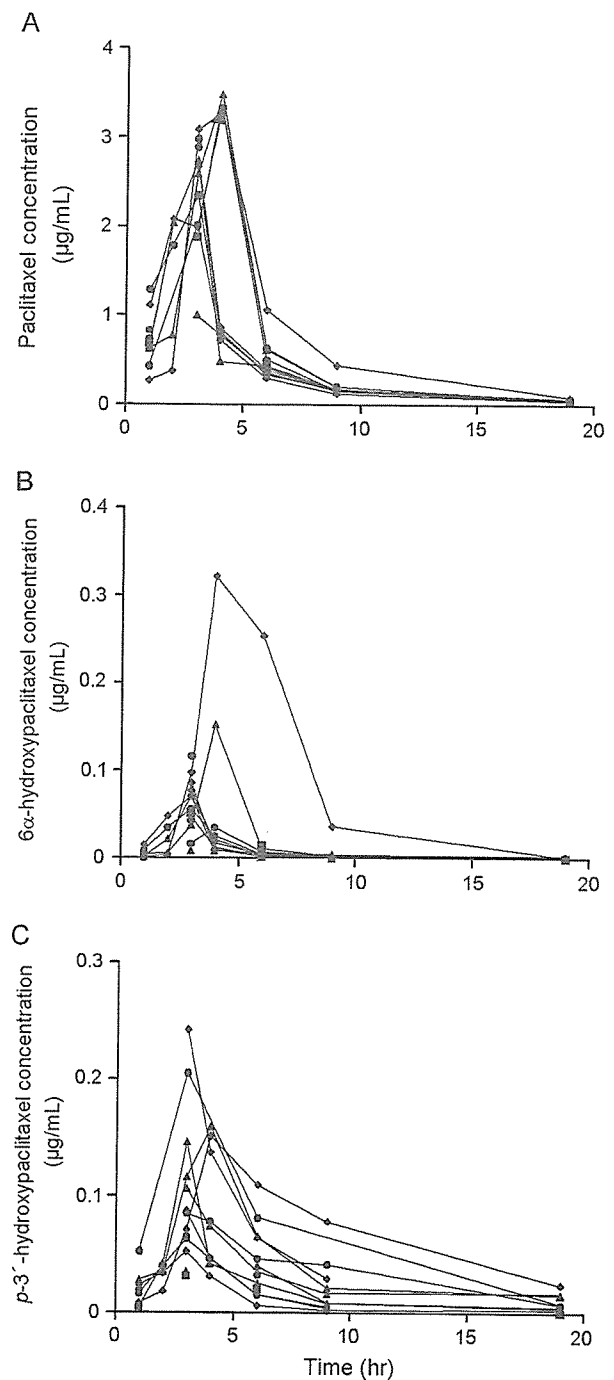 A
Paclitaxel concentration
(µg/mL)
4
3
2
1
0
0
5
10
15
20
B
6α-hydroxypaclitaxel concentration
(µg/mL)
0.4
0.3
0.2
0.1
0
0
5
10
15
20
C
p-3´-hydroxypaclitaxel concentration
(µg/mL)
0.3
0.2
0.1
0
0
5
10
15
20
Time (hr)